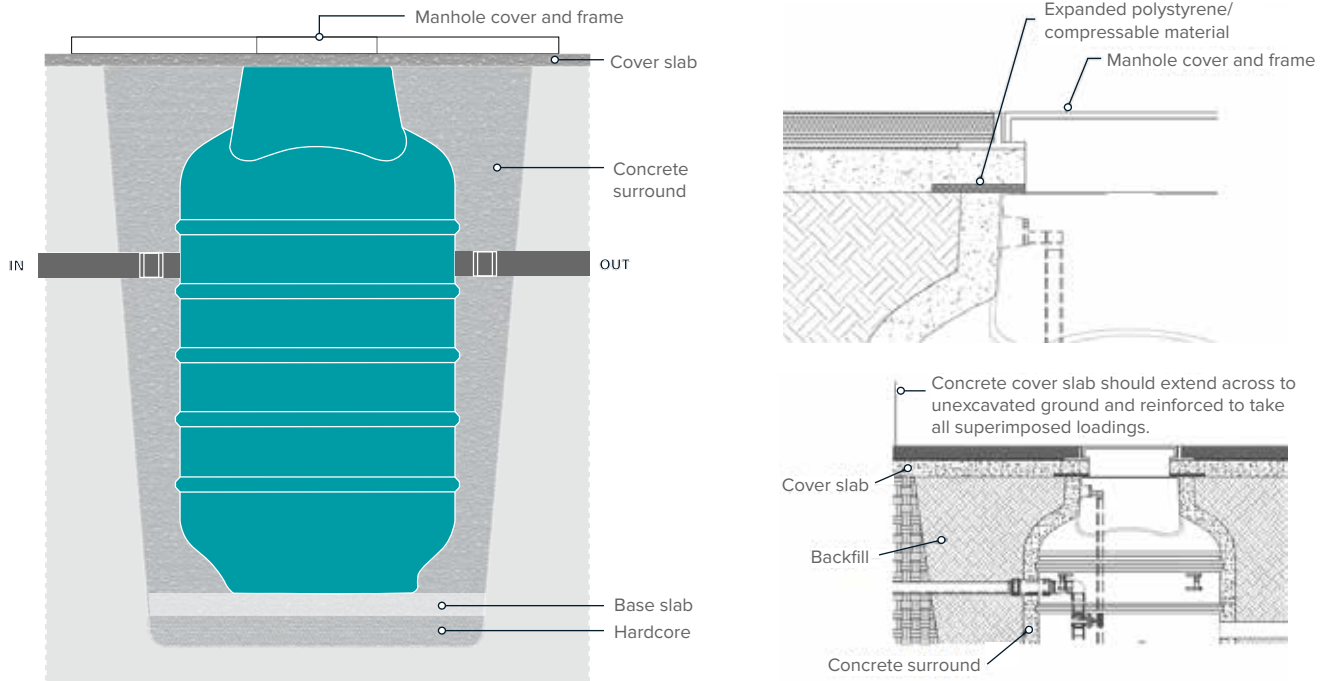 Manhole cover and frame
Cover slab
Concrete
surround
IN
OUT
Base slab
Hardcore
Expanded polystyrene/
compressable material
Manhole cover and frame
Concrete cover slab should extend across to
unexcavated ground and reinforced to take
all superimposed loadings.
Cover slab
Backfill
Concrete surround